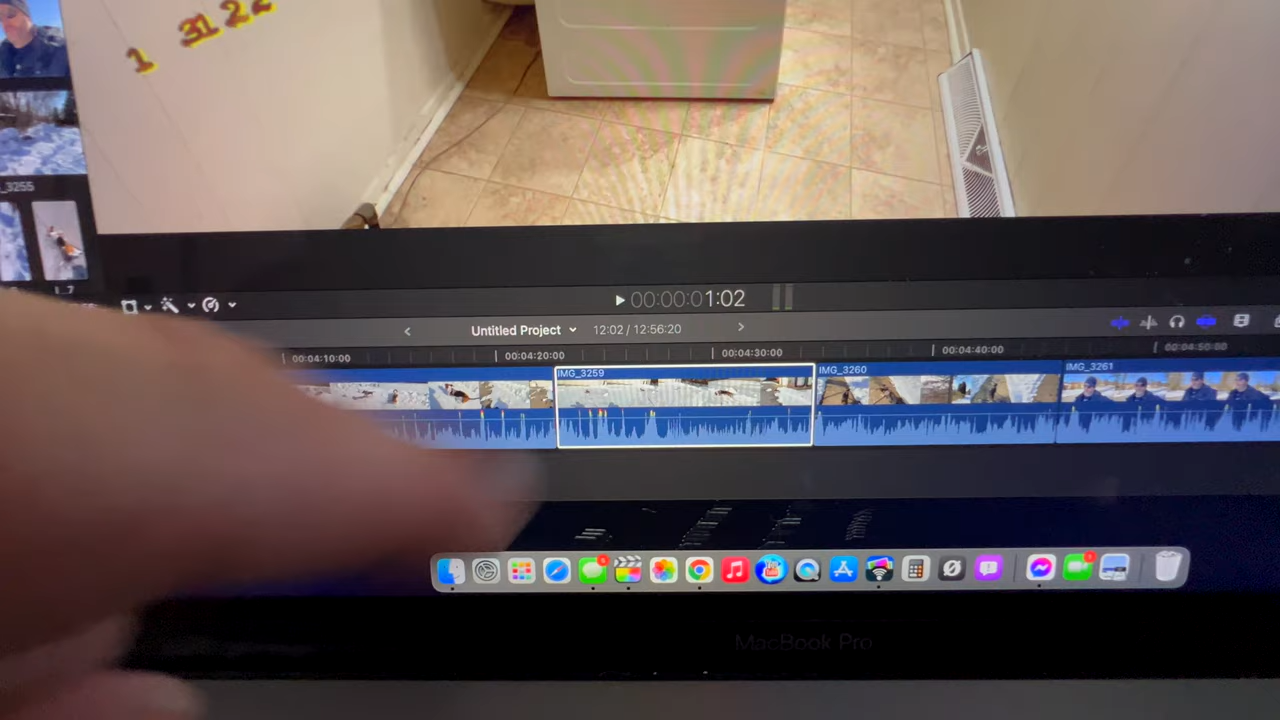 1 31 22
_3255
00:00:01:02
Untitled Project
12:02 / 12:56:20
00:04:10:00
00:04:20:00
00:04:30:00
00:04:40:00
00:04:50:00
IMG_3259
IMG_3260
IMG_3261
MacBook Pro